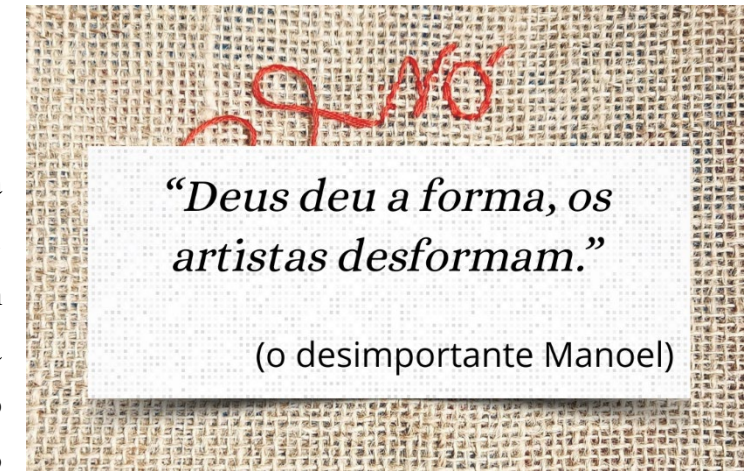 NÓ
“Deus deu a forma, os
artistas desformam.”
(o desimportante Manoel)